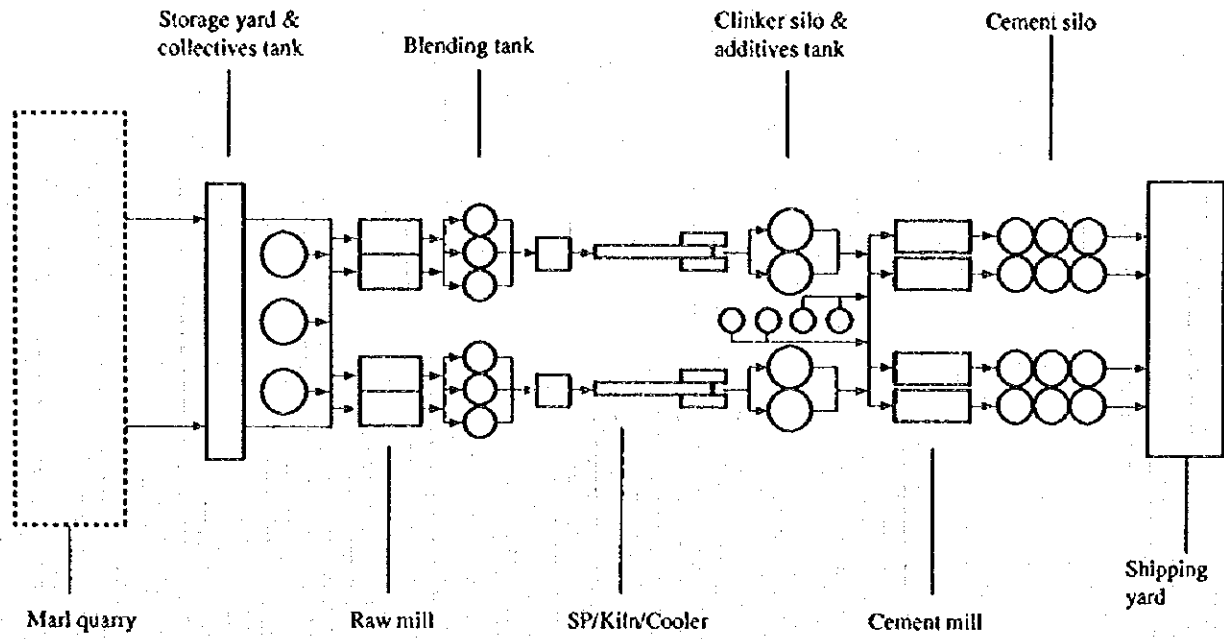 Storage yard &
collectives tank
Blending tank
Clinker silo &
additives tank
Cement silo
Marl quarry
Raw mill
SP/Kiln/Cooler
Cement mill
Shipping
yard